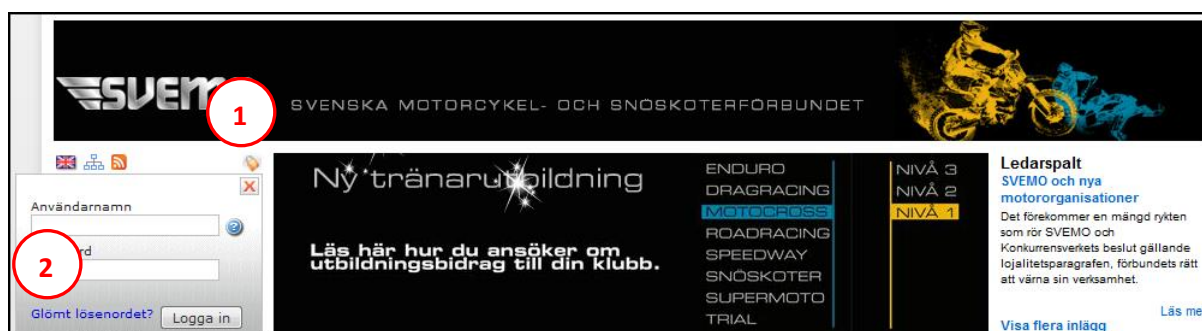 SVENSKA MOTORCYKEL- OCH SNÖSKOTERFÖRBUNDET
1
Användarnamn
2
Glömt lösenordet?
Logga in
Ny tränarutbildning
Läs här hur du ansöker om
utbildningsbidrag till din klubb.
ENDURO
DRAGRACING
MOTOCROSS
ROADRACING
SPEEDWAY
SNÖSKOTER
SUPERMOTO
TRIAL
NIVÅ 3
NIVÅ 2
NIVÅ 1
Ledarspalt
SVEMO och nya
motororganisationer
Det förekommer en mängd rykten
som rör SVEMO och
Konkurrensverkets beslut gällande
lojalitetsparagrafen, förbundets rätt
att värna sin verksamhet.
Läs
Visa flera inlägg